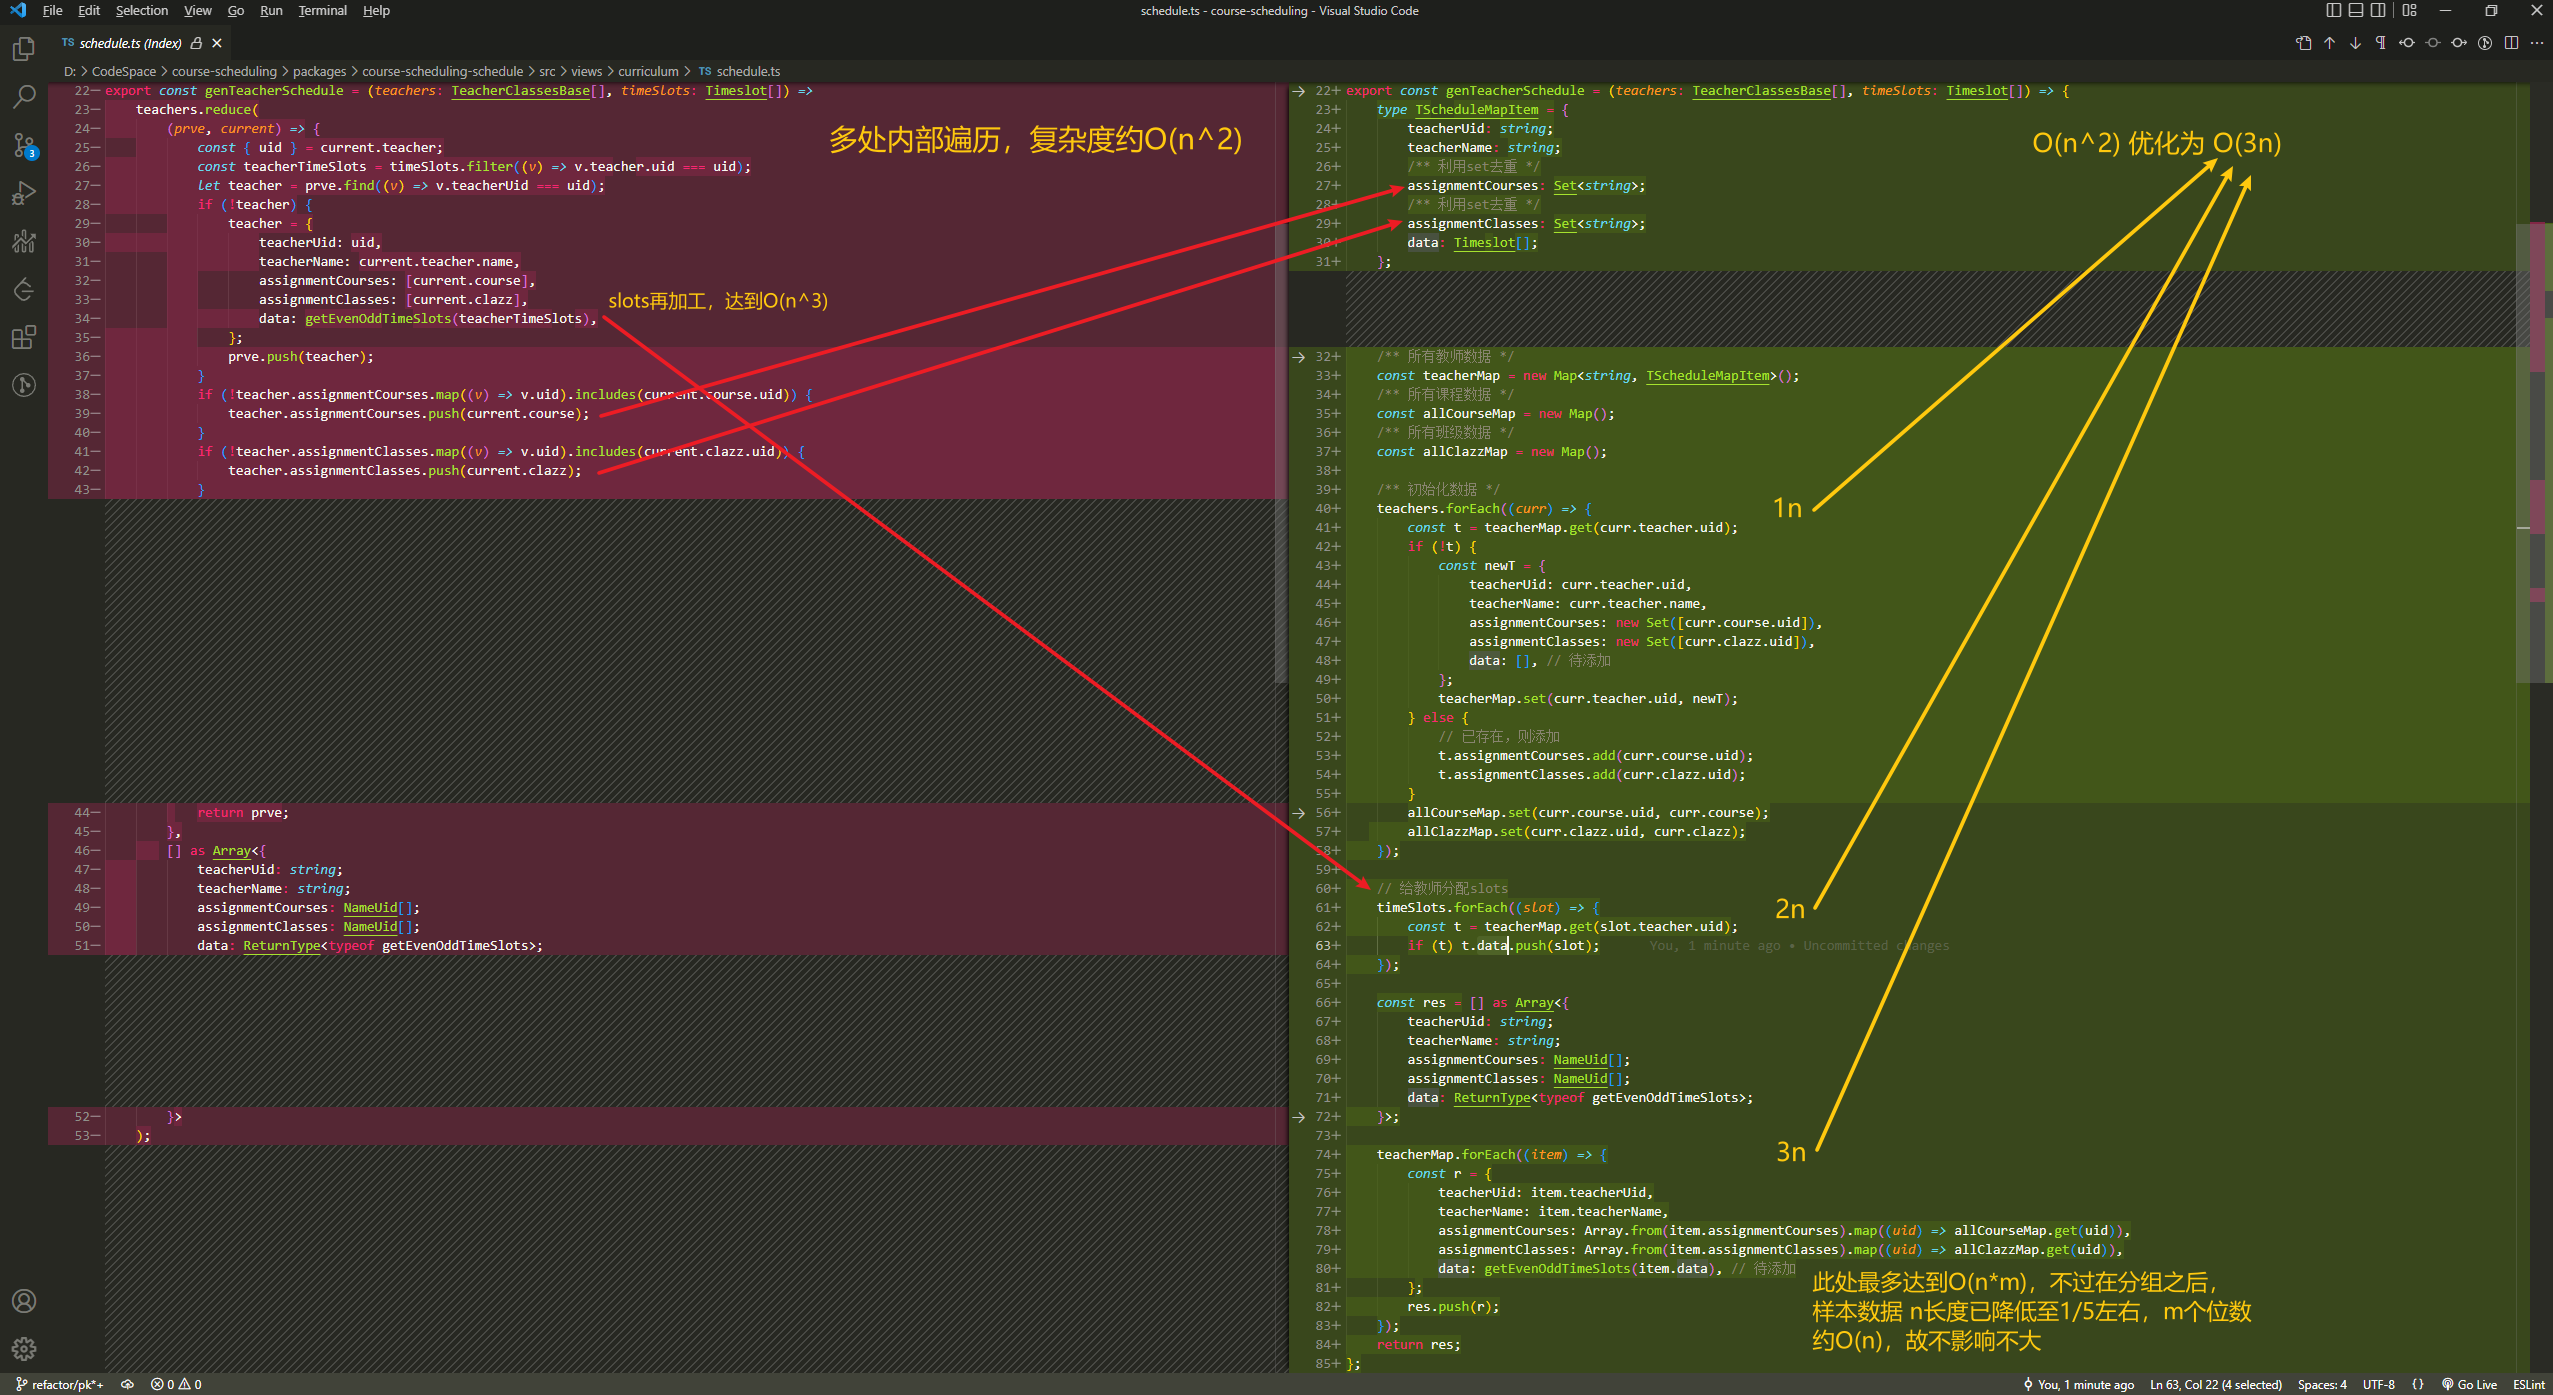 File Edit Selection View Go Run Terminal Help
schedule.ts - course-scheduling - Visual Studio Code
TS schedule.ts (Index)
D: > CodeSpace > course-scheduling > packages > course-scheduling-schedule > src > views > curriculum > TS schedule.ts
3
22− export const genTeacherSchedule = (teachers: TeacherClassesBase[], timeSlots: Timeslot[]) =>
23− teachers.reduce(
24− (prve, current) => {
25− const { uid } = current.teacher;
26− const teacherTimeSlots = timeSlots.filter((v) => v.teacher.uid === uid);
27− let teacher = prve.find((v) => v.teacherUid === uid);
28− if (!teacher) {
29− teacher = {
30− teacherUid: uid,
31− teacherName: current.teacher.name,
32− assignmentCourses: [current.course],
33− assignmentClasses: [current.clazz],
34− data: getEvenOddTimeSlots(teacherTimeSlots),
35− };
36− prve.push(teacher);
37− }
38− if (!teacher.assignmentCourses.map((v) => v.uid).includes(current.course.uid)) {
39− teacher.assignmentCourses.push(current.course);
40− }
41− if (!teacher.assignmentClasses.map((v) => v.uid).includes(current.clazz.uid)) {
42− teacher.assignmentClasses.push(current.clazz);
43− }
44− return prve;
45− },
46− [] as Array<{
47− teacherUid: string;
48− teacherName: string;
49− assignmentCourses: NameUid[];
50− assignmentClasses: NameUid[];
51− data: ReturnType<typeof getEvenOddTimeSlots>;
52− }>
53− );
多处内部遍历，复杂度约O(n^2)
slots再加工，达到O(n^3)
22+ export const genTeacherSchedule = (teachers: TeacherClassesBase[], timeSlots: Timeslot[]) => {
23+ type TScheduleMapItem = {
24+ teacherUid: string;
25+ teacherName: string;
26+ /** 利用set去重 */
27+ assignmentCourses: Set<string>;
28+ /** 利用set去重 */
29+ assignmentClasses: Set<string>;
30+ data: Timeslot[];
31+ };
32+ /** 所有教师数据 */
33+ const teacherMap = new Map<string, TScheduleMapItem>();
34+ /** 所有课程数据 */
35+ const allCourseMap = new Map();
36+ /** 所有班级数据 */
37+ const allClazzMap = new Map();
38+
39+ /** 初始化数据 */
40+ teachers.forEach((curr) => {
41+ const t = teacherMap.get(curr.teacher.uid);
42+ if (!t) {
43+ const newT = {
44+ teacherUid: curr.teacher.uid,
45+ teacherName: curr.teacher.name,
46+ assignmentCourses: new Set([curr.course.uid]),
47+ assignmentClasses: new Set([curr.clazz.uid]),
48+ data: [], // 待添加
49+ };
50+ teacherMap.set(curr.teacher.uid, newT);
51+ } else {
52+ // 已存在，则添加
53+ t.assignmentCourses.add(curr.course.uid);
54+ t.assignmentClasses.add(curr.clazz.uid);
55+ }
56+ allCourseMap.set(curr.course.uid, curr.course);
57+ allClazzMap.set(curr.clazz.uid, curr.clazz);
58+ });
59+
60+ // 给教师分配slots
61+ timeSlots.forEach((slot) => {
62+ const t = teacherMap.get(slot.teacher.uid);
63+ if (t) t.data.push(slot); You, 1 minute ago • Uncommitted changes
64+ });
65+
66+ const res = [] as Array<{
67+ teacherUid: string;
68+ teacherName: string;
69+ assignmentCourses: NameUid[];
70+ assignmentClasses: NameUid[];
71+ data: ReturnType<typeof getEvenOddTimeSlots>;
72+ }>;
73+
74+ teacherMap.forEach((item) => {
75+ const r = {
76+ teacherUid: item.teacherUid,
77+ teacherName: item.teacherName,
78+ assignmentCourses: Array.from(item.assignmentCourses).map((uid) => allCourseMap.get(uid)),
79+ assignmentClasses: Array.from(item.assignmentClasses).map((uid) => allClazzMap.get(uid)),
80+ data: getEvenOddTimeSlots(item.data), // 待添加
81+ };
82+ res.push(r);
83+ });
84+ return res;
85+ };
O(n^2) 优化为 O(3n)
1n
2n
3n
此处最多达到O(n*m)，不过在分组之后，
样本数据 n长度已降低至1/5左右，m个位数
约O(n)，故不影响不大
refactor/pk*+ 0 0
You, 1 minute ago Ln 63, Col 22 (4 selected) Spaces: 4 UTF-8 {} Go Live ESLint